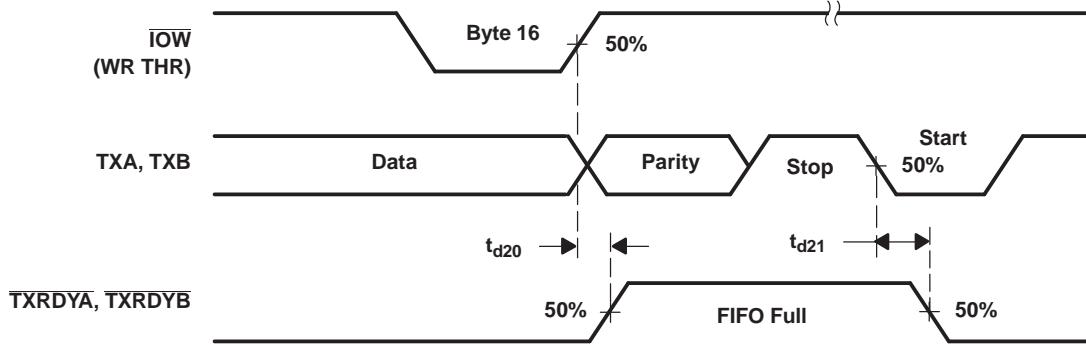 IOW
(WR THR)
Byte 16
50%
TXA, TXB
Data
Parity
Stop
Start
50%
td20
td21
TXRDYA, TXRDYB
50%
FIFO Full
50%